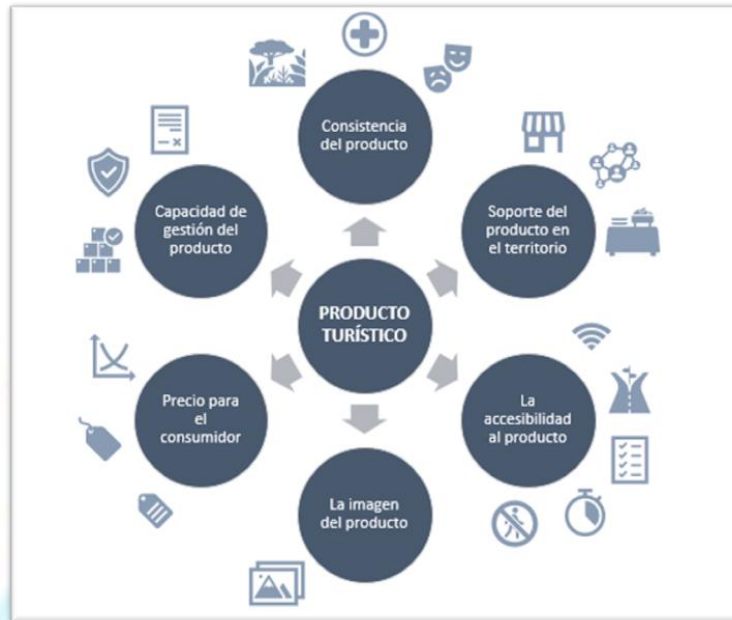 Consistencia
del producto
Capacidad de
gestión del
producto
Soporte del
producto en
el territorio
PRODUCTO
TURÍSTICO
Precio para
el
consumidor
La
accesibilidad
al producto
La imagen
del producto